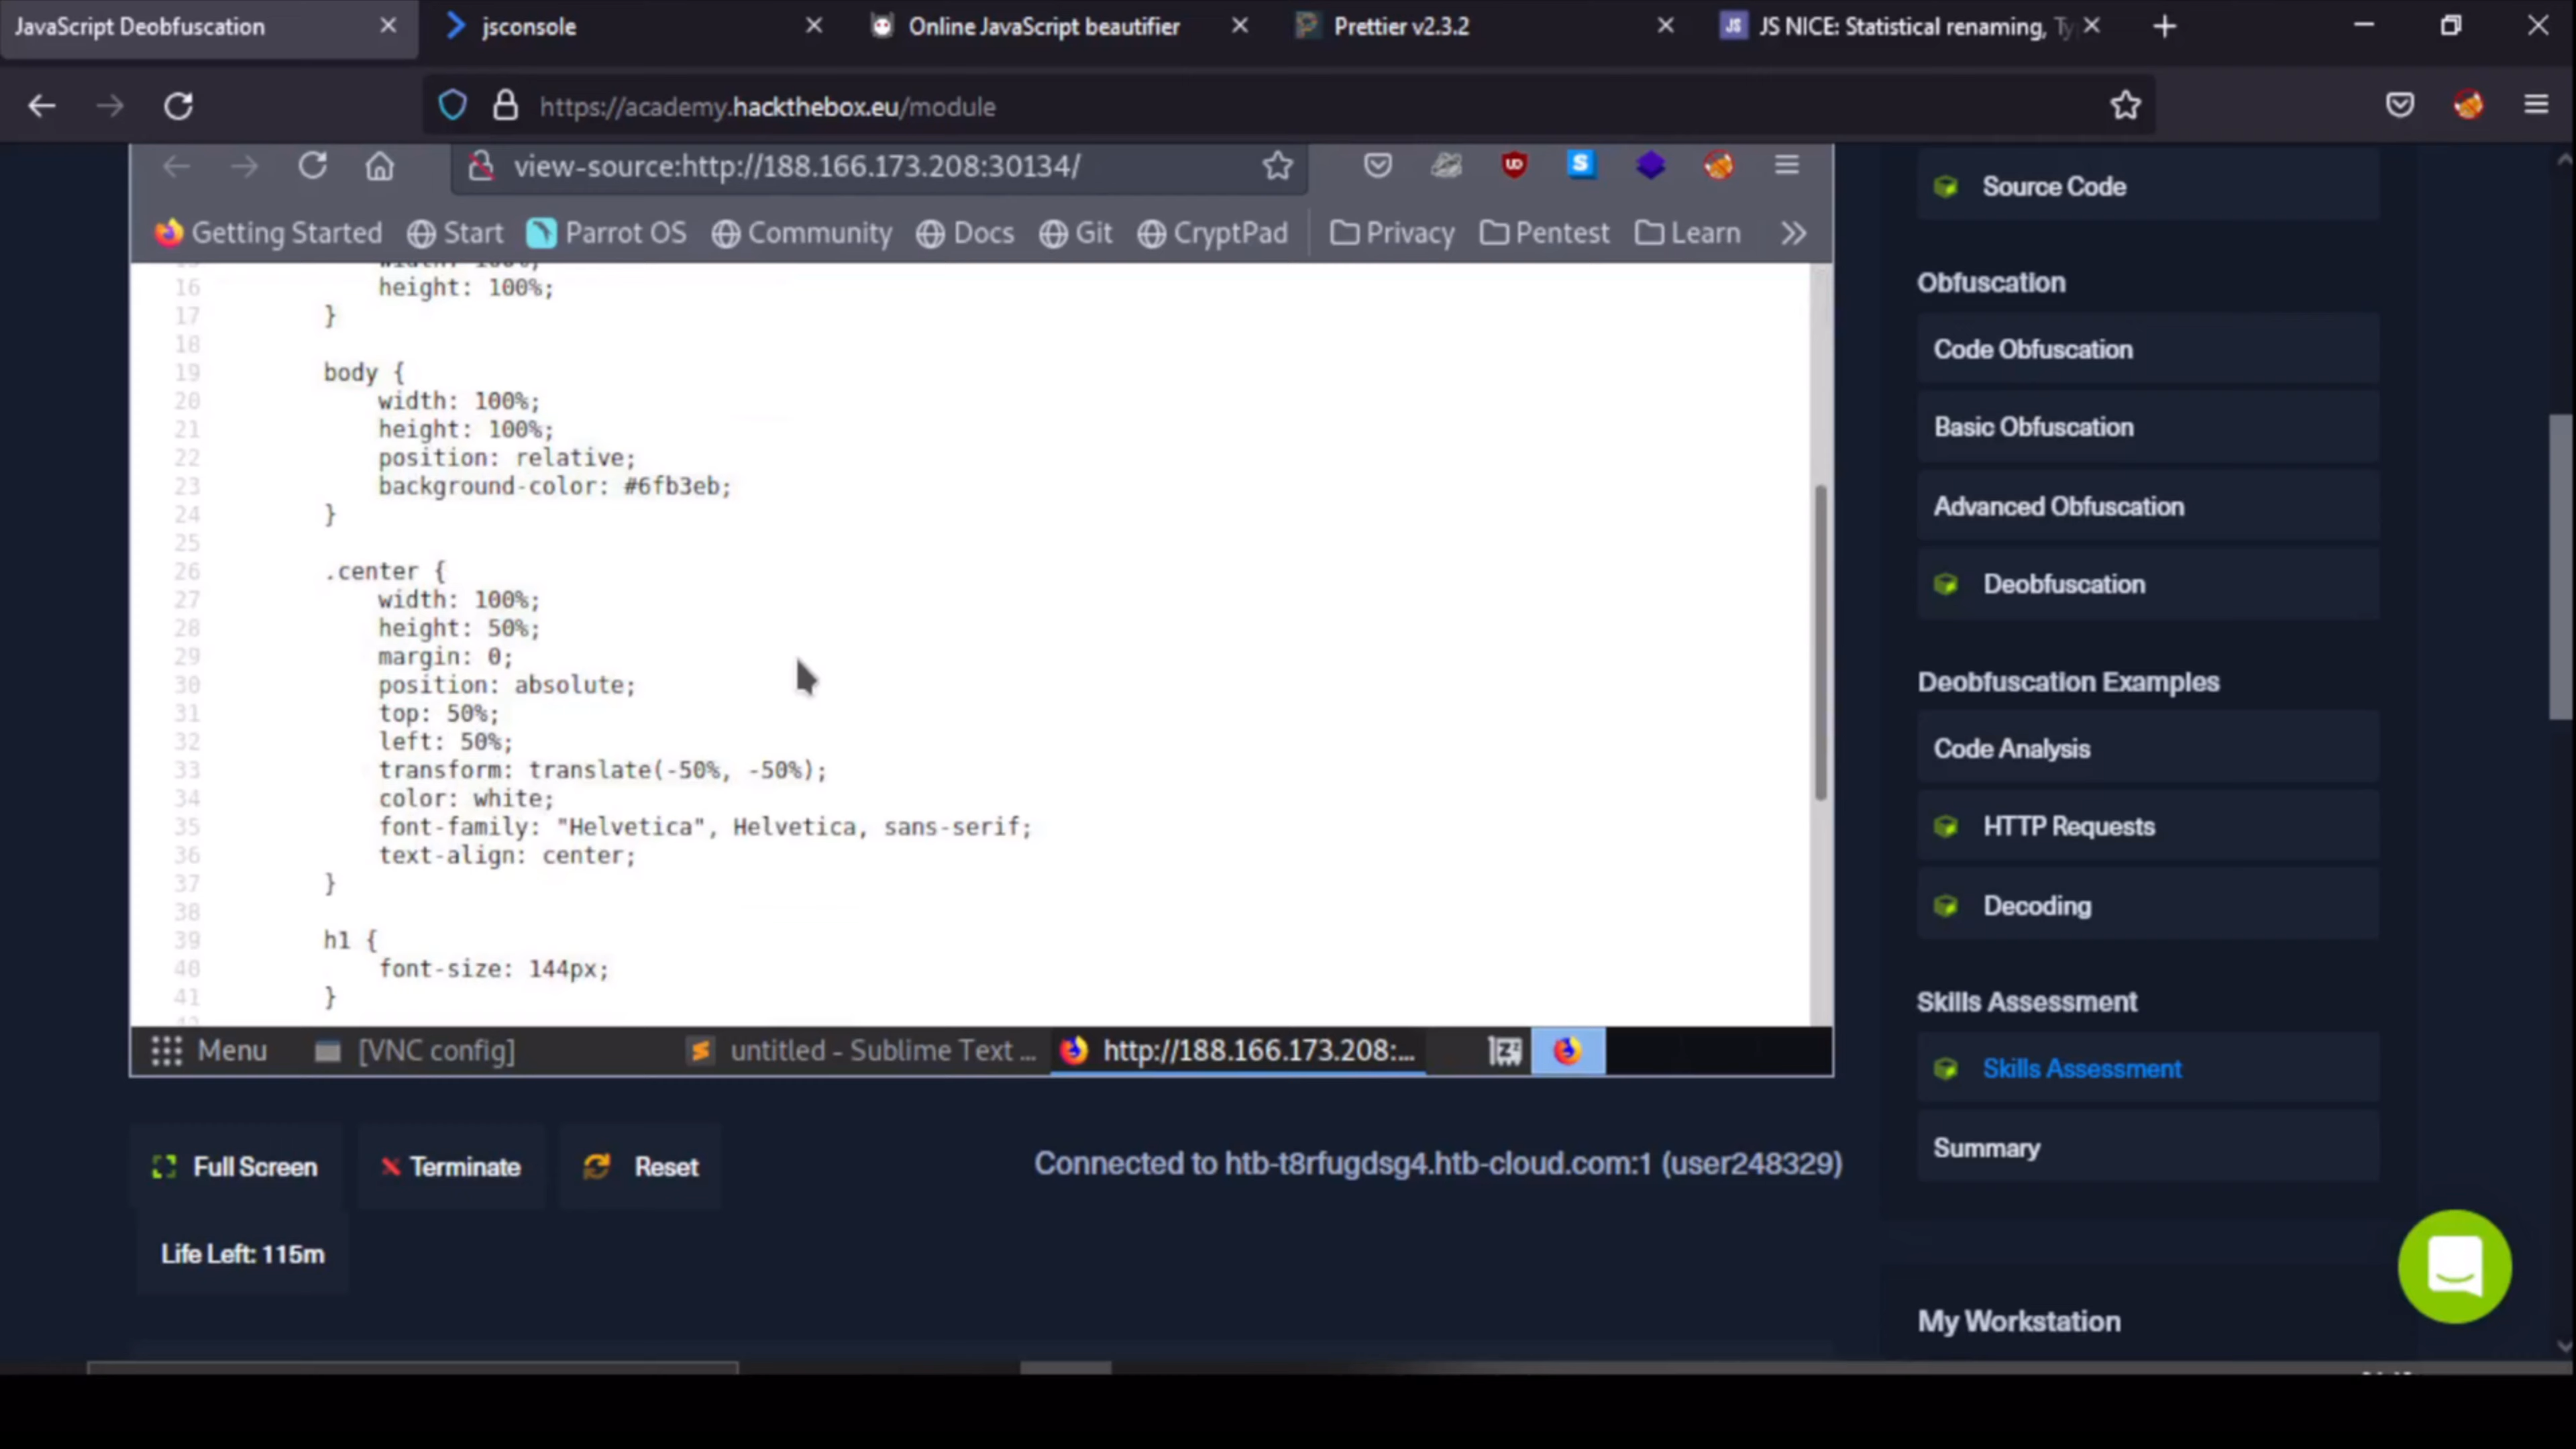 JavaScript Deobfuscation
jsconsole
Online JavaScript beautifier
Prettier v2.3.2
JS NICE: Statistical renaming, Ty
https://academy.hackthebox.eu/module
view-source:http://188.166.173.208:30134/
Getting Started
Start
Parrot OS
Community
Docs
Git
CryptPad
Privacy
Pentest
Learn
16 height: 100%;
17 }
18
19 body {
20 width: 100%;
21 height: 100%;
22 position: relative;
23 background-color: #6fb3eb;
24 }
25
26 .center {
27 width: 100%;
28 height: 50%;
29 margin: 0;
30 position: absolute;
31 top: 50%;
32 left: 50%;
33 transform: translate(-50%, -50%);
34 color: white;
35 font-family: "Helvetica", Helvetica, sans-serif;
36 text-align: center;
37 }
38
39 h1 {
40 font-size: 144px;
41 }
Menu
[VNC config]
untitled - Sublime Text ...
http://188.166.173.208:...
Full Screen
Terminate
Reset
Connected to htb-t8rfugdsg4.htb-cloud.com:1 (user248329)
Life Left: 115m
Source Code
Obfuscation
Code Obfuscation
Basic Obfuscation
Advanced Obfuscation
Deobfuscation
Deobfuscation Examples
Code Analysis
HTTP Requests
Decoding
Skills Assessment
Skills Assessment
Summary
My Workstation